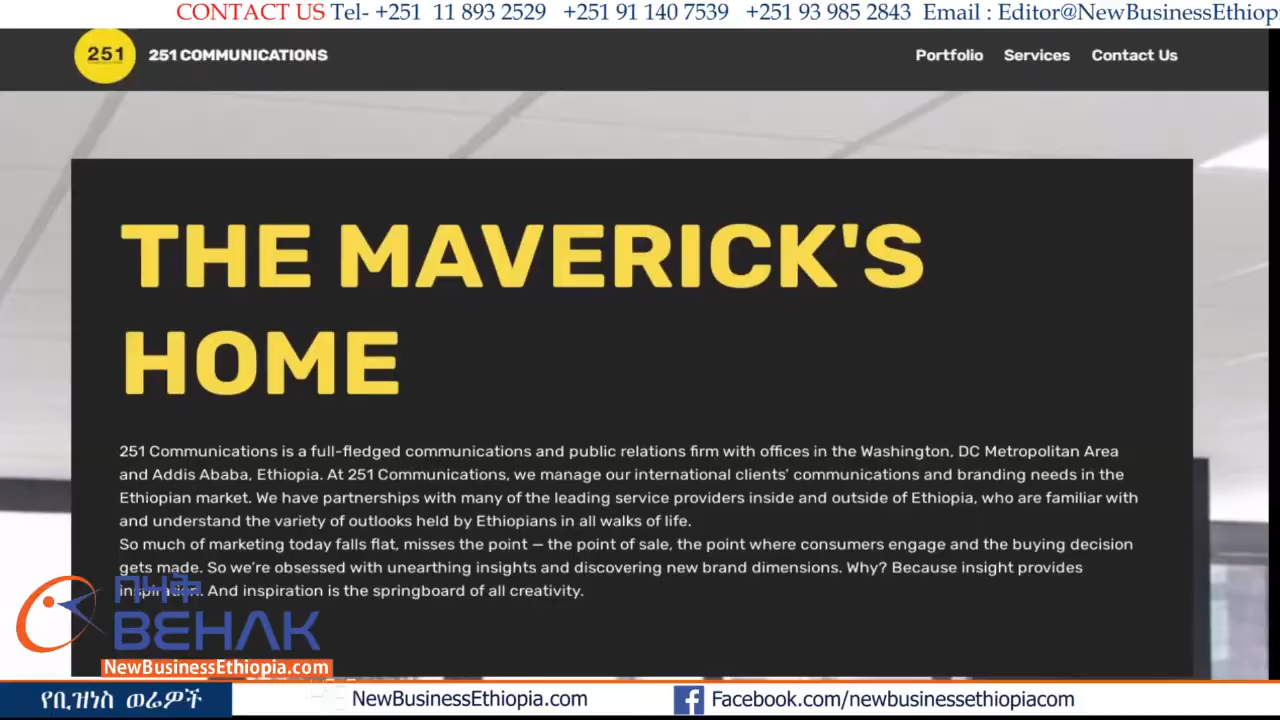 CONTACT US Tel- +251 11 893 2529 +251 91 140 7539 +251 93 985 2843 Email : Editor@NewBusinessEthiop
251
251 COMMUNICATIONS
Portfolio Services Contact Us
THE MAVERICK'S
HOME
251 Communications is a full-fledged communications and public relations firm with offices in the Washington, DC Metropolitan Area
and Addis Ababa, Ethiopia. At 251 Communications, we manage our international clients’ communications and branding needs in the
Ethiopian market. We have partnerships with many of the leading service providers inside and outside of Ethiopia, who are familiar with
and understand the variety of outlooks held by Ethiopians in all walks of life.
So much of marketing today falls flat, misses the point — the point of sale, the point where consumers engage and the buying decision
gets made. So we’re obsessed with unearthing insights and discovering new brand dimensions. Why? Because insight provides
inspiration. And inspiration is the springboard of all creativity.
በሃቅ
BEHAK
NewBusinessEthiopia.com
የቢዝነስ ወሬዎች
NewBusinessEthiopia.com
Facebook.com/newbusinessethiopiacom